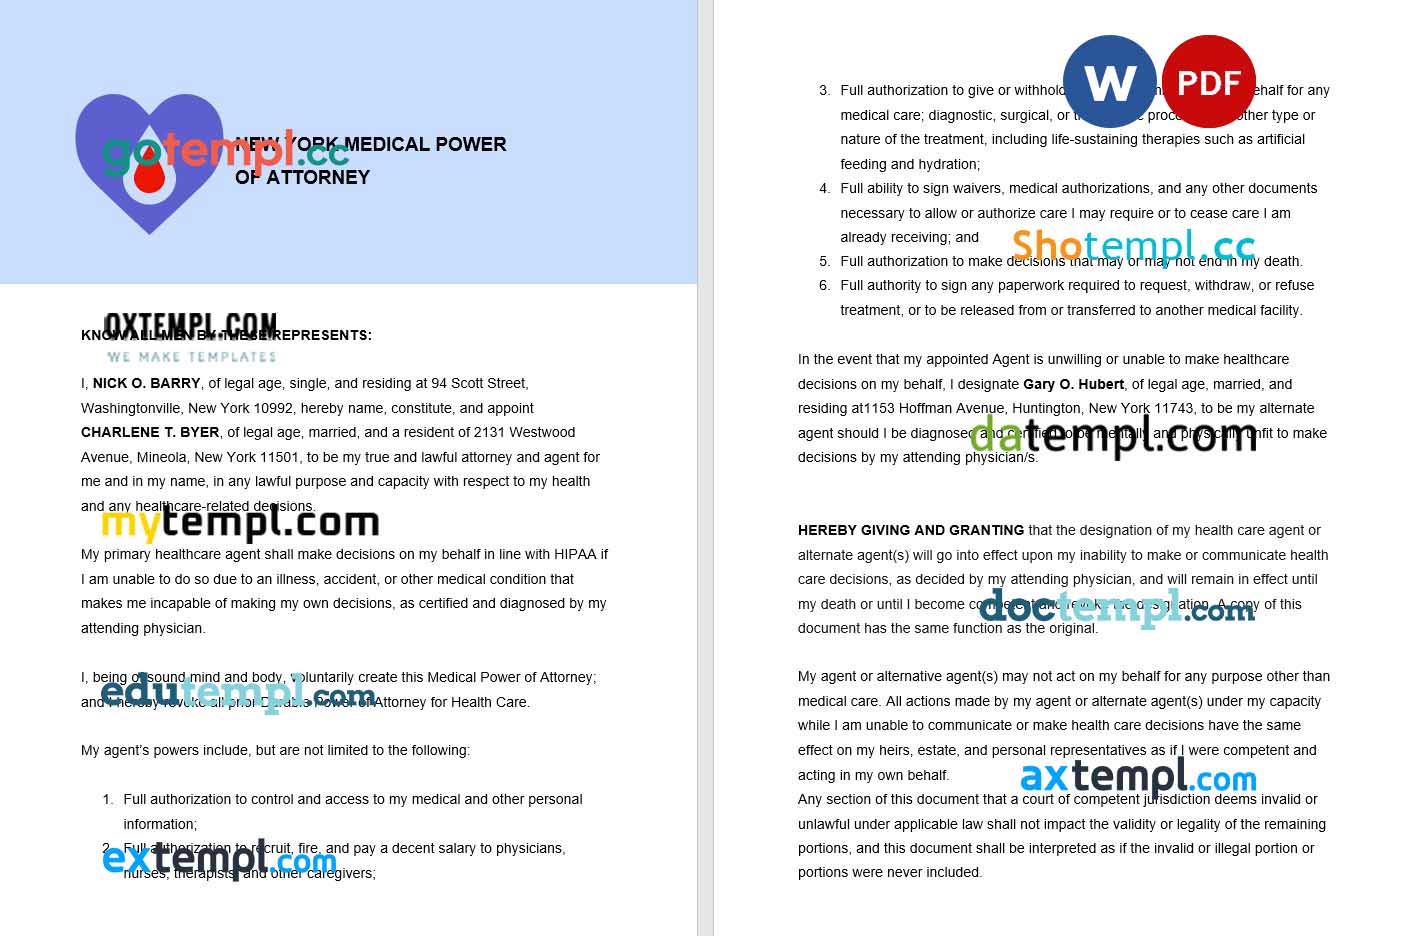 gotempl.cc
NEW YORK MEDICAL POWER
OF ATTORNEY
OXTEMPL.COM
WE MAKE TEMPLATES
KNOW ALL MEN BY THESE REPRESENTS:
I, NICK O. BARRY, of legal age, single, and residing at 94 Scott Street,
Washingtonville, New York 10992, hereby name, constitute, and appoint
CHARLENE T. BYER, of legal age, married, and a resident of 2131 Westwood
Avenue, Mineola, New York 11501, to be my true and lawful attorney and agent for
me and in my name, in any lawful purpose and capacity with respect to my health
and any healthcare-related decisions.
mytempl.com
My primary healthcare agent shall make decisions on my behalf in line with HIPAA if
I am unable to do so due to an illness, accident, or other medical condition that
makes me incapable of making my own decisions, as certified and diagnosed by my
attending physician.
I, being of sound mind and body, voluntarily create this Medical Power of Attorney;
and I hereby revoke all prior Durable Power of Attorney for Health Care.
edutempl.com
My agent's powers include, but are not limited to the following:
1. Full authorization to control and access to my medical and other personal
information;
2. Full authorization to recruit, fire, and pay a decent salary to physicians,
nurses, therapists, and other caregivers;
extempl.com
W PDF
3. Full authorization to give or withhold behalf for any
medical care; diagnostic, surgical, or other type or
nature of the treatment, including life-sustaining therapies such as artificial
feeding and hydration;
4. Full ability to sign waivers, medical authorizations, and any other documents
necessary to allow or authorize care I may require or to cease care I am
already receiving; and
Shotempl.cc
5. Full authorization to make decisions that may or may not end in my death.
6. Full authority to sign any paperwork required to request, withdraw, or refuse
treatment, or to be released from or transferred to another medical facility.
In the event that my appointed Agent is unwilling or unable to make healthcare
decisions on my behalf, I designate Gary O. Hubert, of legal age, married, and
residing at1153 Hoffman Avenue, Huntington, New York 11743, to be my alternate
agent should I be diagnosed and certified to be mentally and physically unfit to make
decisions by my attending physician/s.
datempl.com
HEREBY GIVING AND GRANTING that the designation of my health care agent or
alternate agent(s) will go into effect upon my inability to make or communicate health
care decisions, as decided by my attending physician, and will remain in effect until
my death or until I become competent and revoke the designation. A copy of this
document has the same function as the original.
doctempl.com
My agent or alternative agent(s) may not act on my behalf for any purpose other than
medical care. All actions made by my agent or alternate agent(s) under my capacity
while I am unable to communicate or make health care decisions have the same
effect on my heirs, estate, and personal representatives as if I were competent and
acting in my own behalf.
axtempl.com
Any section of this document that a court of competent jurisdiction deems invalid or
unlawful under applicable law shall not impact the validity or legality of the remaining
portions, and this document shall be interpreted as if the invalid or illegal portion or
portions were never included.